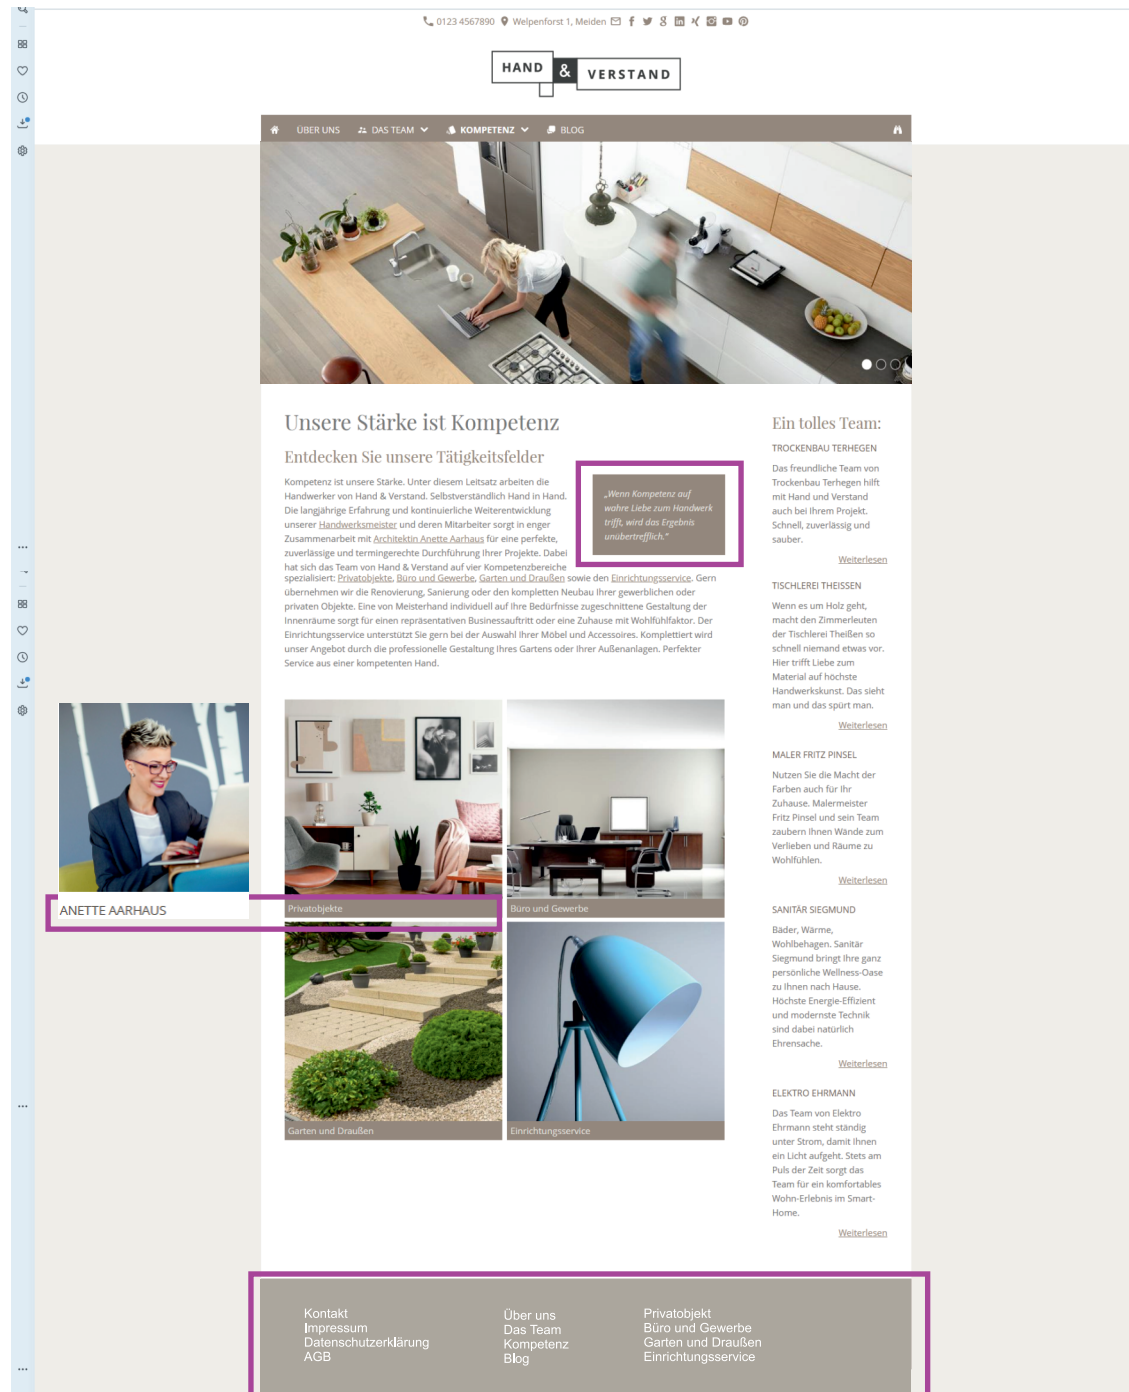 0123 4567890 Welpenforst 1, Meiden
HAND & VERSTAND
ÜBER UNS DAS TEAM KOMPETENZ BLOG
Unsere Stärke ist Kompetenz
Entdecken Sie unsere Tätigkeitsfelder
Kompetenz ist unsere Stärke. Unter diesem Leitsatz arbeiten die
Handwerker von Hand & Verstand. Selbstverständlich Hand in Hand.
Die langjährige Erfahrung und kontinuierliche Weiterentwicklung
unserer Handwerksmeister und deren Mitarbeiter sorgt in enger
Zusammenarbeit mit Architektin Anette Aarhaus für eine perfekte,
zuverlässige und termingerechte Durchführung Ihrer Projekte. Dabei
hat sich das Team von Hand & Verstand auf vier Kompetenzbereiche
spezialisiert: Privatobjekte, Büro und Gewerbe, Garten und Draußen sowie den Einrichtungsservice. Gern
übernehmen wir die Renovierung, Sanierung oder den kompletten Neubau Ihrer gewerblichen oder
privaten Objekte. Eine von Meisterhand individuell auf Ihre Bedürfnisse zugeschnittene Gestaltung der
Innenräume sorgt für einen repräsentativen Businessauftritt oder eine Zuhause mit Wohlfühlfaktor. Der
Einrichtungsservice unterstützt Sie gern bei der Auswahl Ihrer Möbel und Accessoires. Komplettiert wird
unser Angebot durch die professionelle Gestaltung Ihres Gartens oder Ihrer Außenanlagen. Perfekter
Service aus einer kompetenten Hand.
„Wenn Kompetenz auf
wahre Liebe zum Handwerk
trifft, wird das Ergebnis
unübertrefflich."
ANETTE AARHAUS
Privatobjekte
Büro und Gewerbe
Garten und Draußen
Einrichtungsservice
Ein tolles Team:
TROCKENBAU TERHEGEN
Das freundliche Team von
Trockenbau Terhegen hilft
mit Hand und Verstand
auch bei Ihrem Projekt.
Schnell, zuverlässig und
sauber.
Weiterlesen
TISCHLEREI THEISSEN
Wenn es um Holz geht,
macht den Zimmerleuten
der Tischlerei Theißen so
schnell niemand etwas vor.
Hier trifft Liebe zum
Material auf höchste
Handwerkskunst. Das sieht
man und das spürt man.
Weiterlesen
MALER FRITZ PINSEL
Nutzen Sie die Macht der
Farben auch für Ihr
Zuhause. Malermeister
Fritz Pinsel und sein Team
zaubern Ihnen Wände zum
Verlieben und Räume zu
Wohlfühlen.
Weiterlesen
SANITÄR SIEGMUND
Bäder, Wärme,
Wohlbehagen. Sanitär
Siegmund bringt Ihre ganz
persönliche Wellness-Oase
zu Ihnen nach Hause.
Höchste Energie-Effizient
und modernste Technik
sind dabei natürlich
Ehrensache.
Weiterlesen
ELEKTRO EHRMANN
Das Team von Elektro
Ehrmann steht ständig
unter Strom, damit Ihnen
ein Licht aufgeht. Stets am
Puls der Zeit sorgt das
Team für ein komfortables
Wohn-Erlebnis im Smart-
Home.
Weiterlesen
Kontakt
Impressum
Datenschutzerklärung
AGB
Über uns
Das Team
Kompetenz
Blog
Privatobjekt
Büro und Gewerbe
Garten und Draußen
Einrichtungsservice